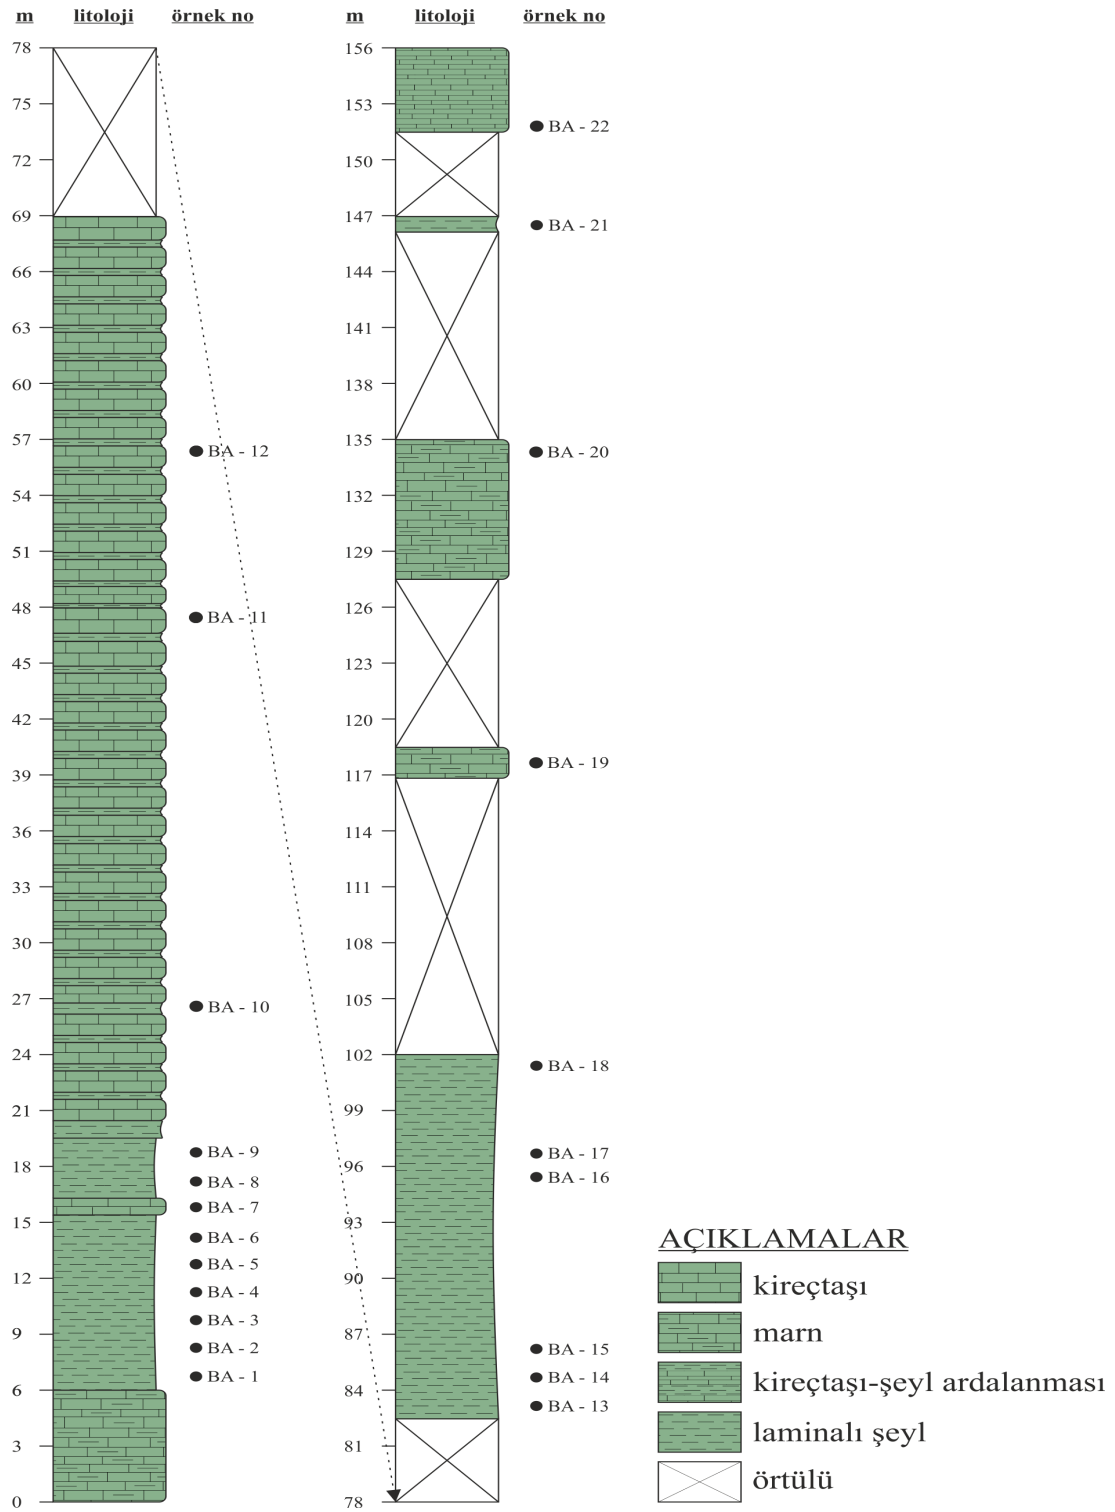 m litoloji örnek no
78
75
72
69
66
63
60
57
BA - 12
54
51
48
BA - 11
45
42
39
36
33
30
27
BA - 10
24
21
BA - 9
18
BA - 8
BA - 7
15
BA - 6
BA - 5
12
BA - 4
BA - 3
9
BA - 2
BA - 1
6
3
0
m litoloji örnek no
156
153
BA - 22
150
147
BA - 21
144
141
138
135
BA - 20
132
129
126
123
120
BA - 19
117
114
111
108
105
102
BA - 18
99
BA - 17
96
BA - 16
93
90
87
BA - 15
BA - 14
84
BA - 13
81
78
AÇIKLAMALAR
kireçtaşı
marn
kireçtaşı-şeyl ardalanması
laminalı şeyl
örtülü